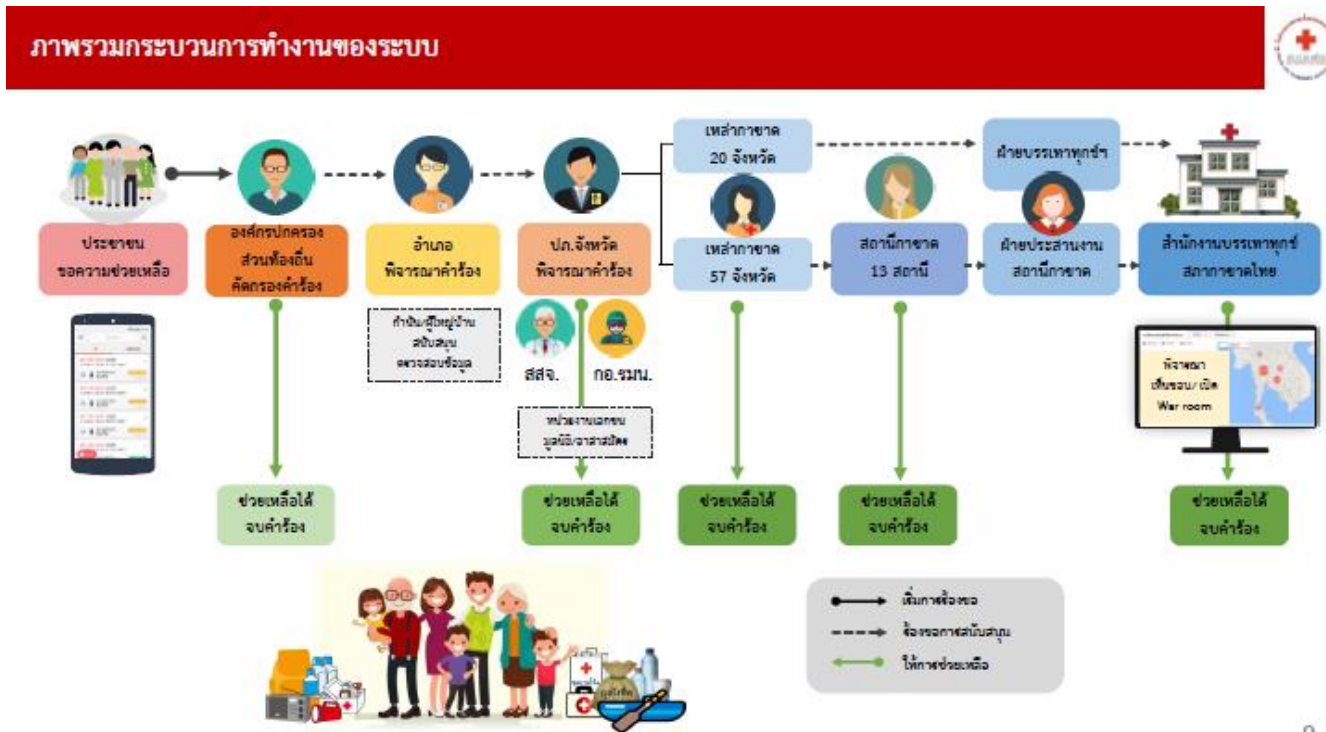 ภาพรวมกระบวนการทำงานของระบบ
เหล่ากาชาด
20 จังหวัด
ฝ่ายบรรเทาทุกข์ฯ
ประชาชน
ขอความช่วยเหลือ
องค์กรปกครอง
ส่วนท้องถิ่น
คัดกรองคำร้อง
อำเภอ
พิจารณาคำร้อง
ปภ.จังหวัด
พิจารณาคำร้อง
เหล่ากาชาด
57 จังหวัด
สถานีกาชาด
13 สถานี
ฝ่ายประสานงาน
สถานีกาชาด
สำนักงานบรรเทาทุกข์
สภากาชาดไทย
กำนัน/ผู้ใหญ่บ้าน
สนับสนุน
ตรวจสอบข้อมูล
สสจ.
กอ.รมน.
พิจารณา
เห็นชอบ/ เปิด
War room
หน่วยงานเอกชน
มูลนิธิ/อาสาสมัคร
ช่วยเหลือได้
จบคำร้อง
ช่วยเหลือได้
จบคำร้อง
ช่วยเหลือได้
จบคำร้อง
ช่วยเหลือได้
จบคำร้อง
ช่วยเหลือได้
จบคำร้อง
เริ่มการร้องขอ
ร้องขอการสนับสนุน
ให้การช่วยเหลือ
ถุงยังชีพ